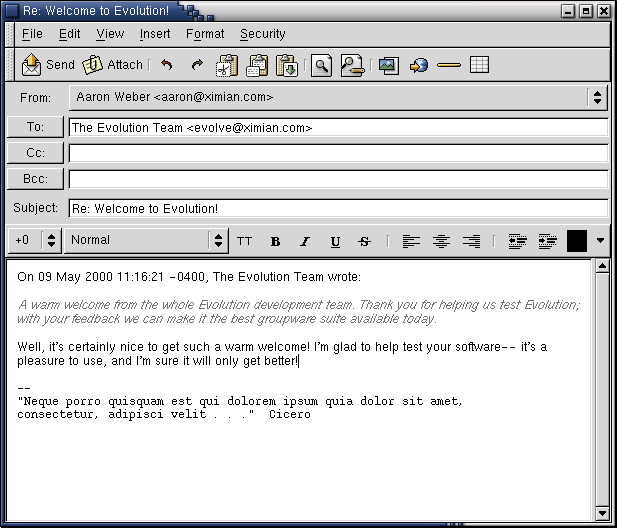 Re: Welcome to Evolution!
File Edit View Insert Format Security
Send Attach
From: Aaron Weber <aaron@ximian.com>
To: The Evolution Team <evolve@ximian.com>
Cc:
Bcc:
Subject: Re: Welcome to Evolution!
+0 Normal TT B I U S
On 09 May 2000 11:16:21 -0400, The Evolution Team wrote:
A warm welcome from the whole Evolution development team. Thank you for helping us test Evolution;
with your feedback we can make it the best groupware suite available today.
Well, it's certainly nice to get such a warm welcome! I'm glad to help test your software-- it's a
pleasure to use, and I'm sure it will only get better!
--
"Neque porro quisquam est qui dolorem ipsum quia dolor sit amet,
consectetur, adipisci velit . . ." Cicero